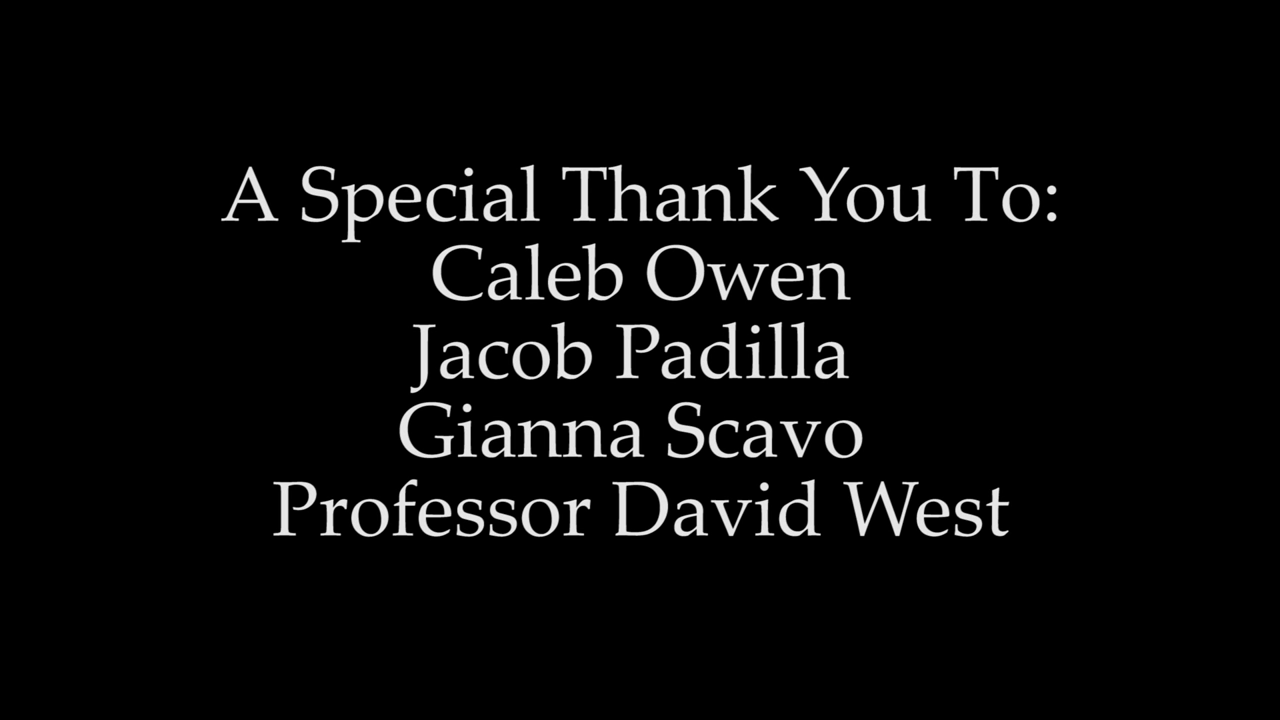 A Special Thank You To:
Caleb Owen
Jacob Padilla
Gianna Scavo
Professor David West